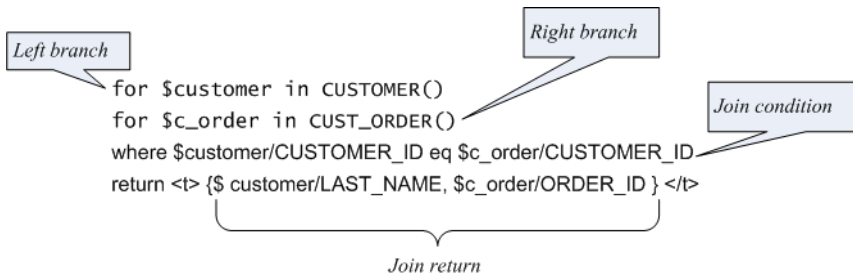 Right branch
Left branch
for $customer in CUSTOMER()
Join condition
for $c_order in CUST_ORDER()
where $customer/CUSTOMER_ID eq $c_order/CUSTOMER_ID
return <t> {$ customer/LAST_NAME, $c_order/ORDER_ID } </t>
Join return